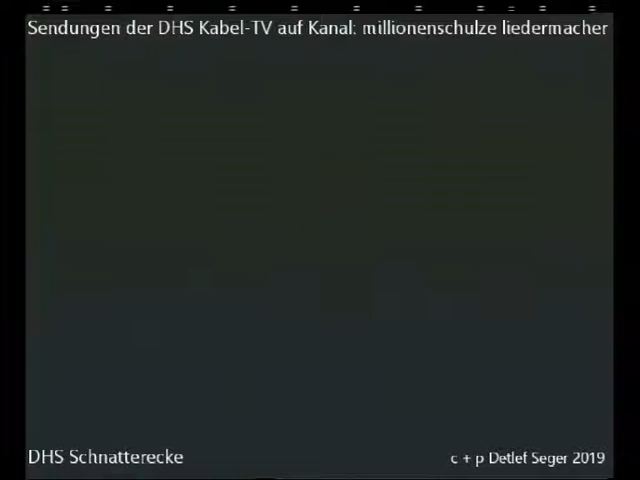 Sendungen der DHS Kabel-TV auf Kanal: millionenschulze liedermacher
DHS Schnatterecke
c + p Detlef Seger 2019